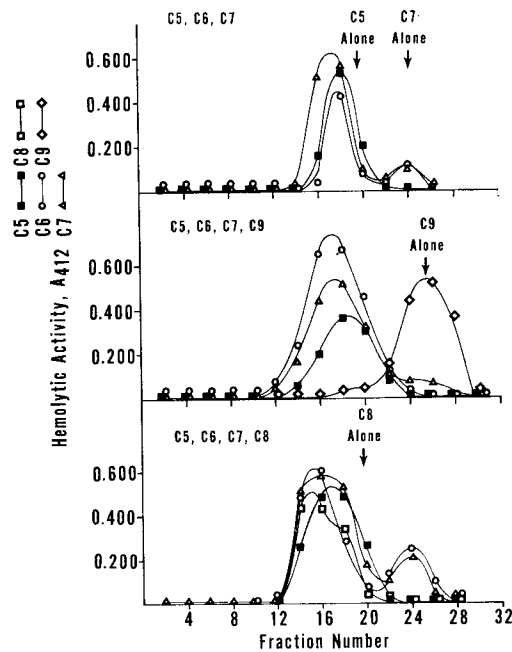 C5, C6, C7
C5
Alone
C7
Alone
0.600
0.400
0.200
C5, C6, C7, C9
C9
Alone
0.600
0.400
0.200
C5, C6, C7, C8
C8
Alone
0.600
0.400
0.200
4 8 12 16 20 24 28 32
Fraction Number
Hemolytic Activity, A412
C5 C8
C6 C9
C7